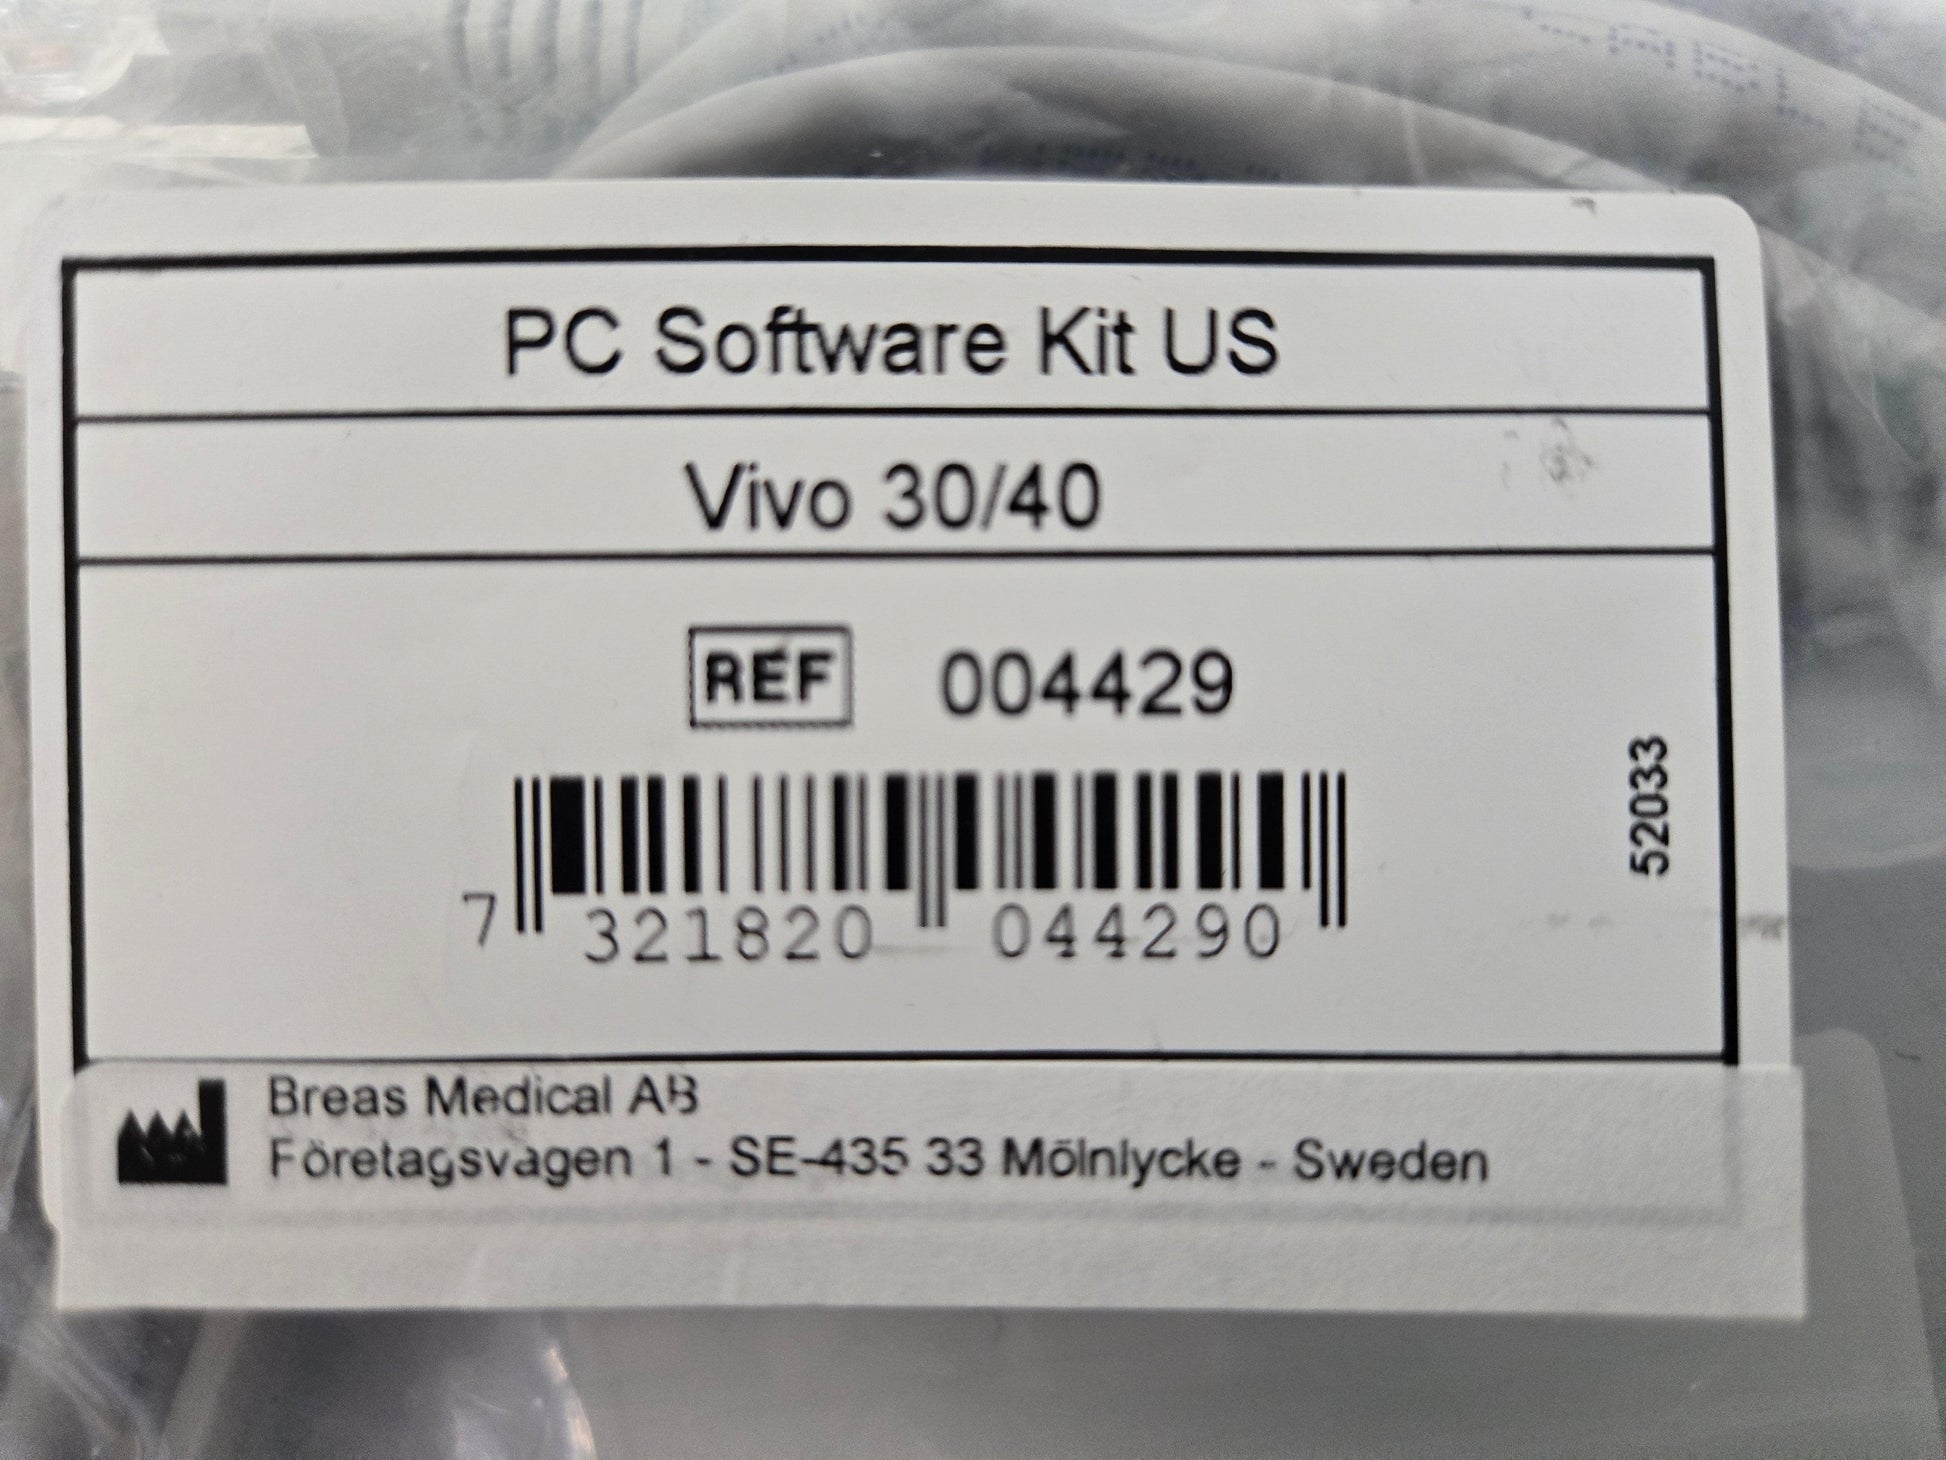 PC Software Kit US
Vivo 30/40
REF 004429
52033
7 321820 044290
Breas Medical AB
Företagsvägen 1 - SE-435 33 Mölnlycke - Sweden